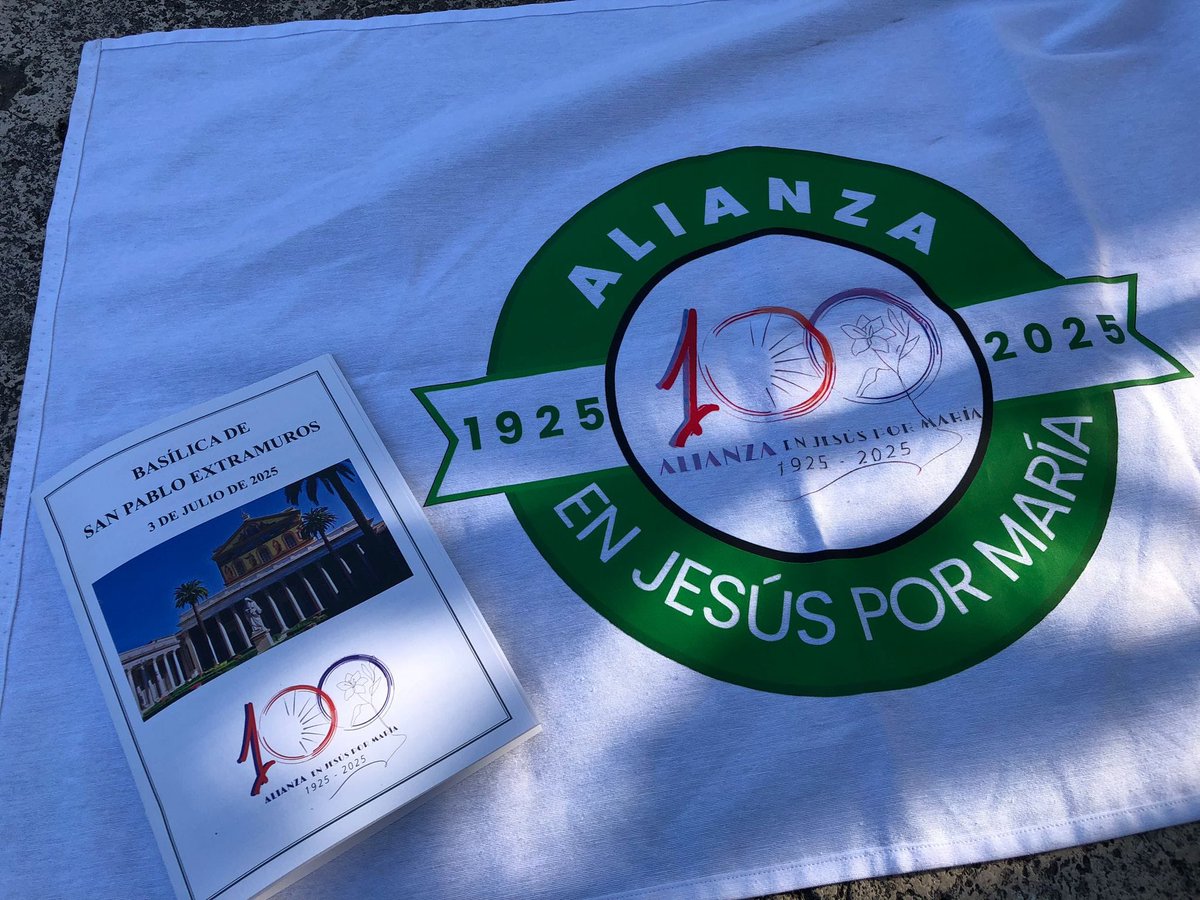 BASÍLICA DE
SAN PABLO EXTRAMUROS
3 DE JULIO DE 2025
100
ALIANZA EN JESÚS POR MARÍA
1925 - 2025
ALIANZA
1925
2025
100
ALIANZA EN JESÚS POR MARÍA
1925 - 2025
EN JESÚS POR MARÍA